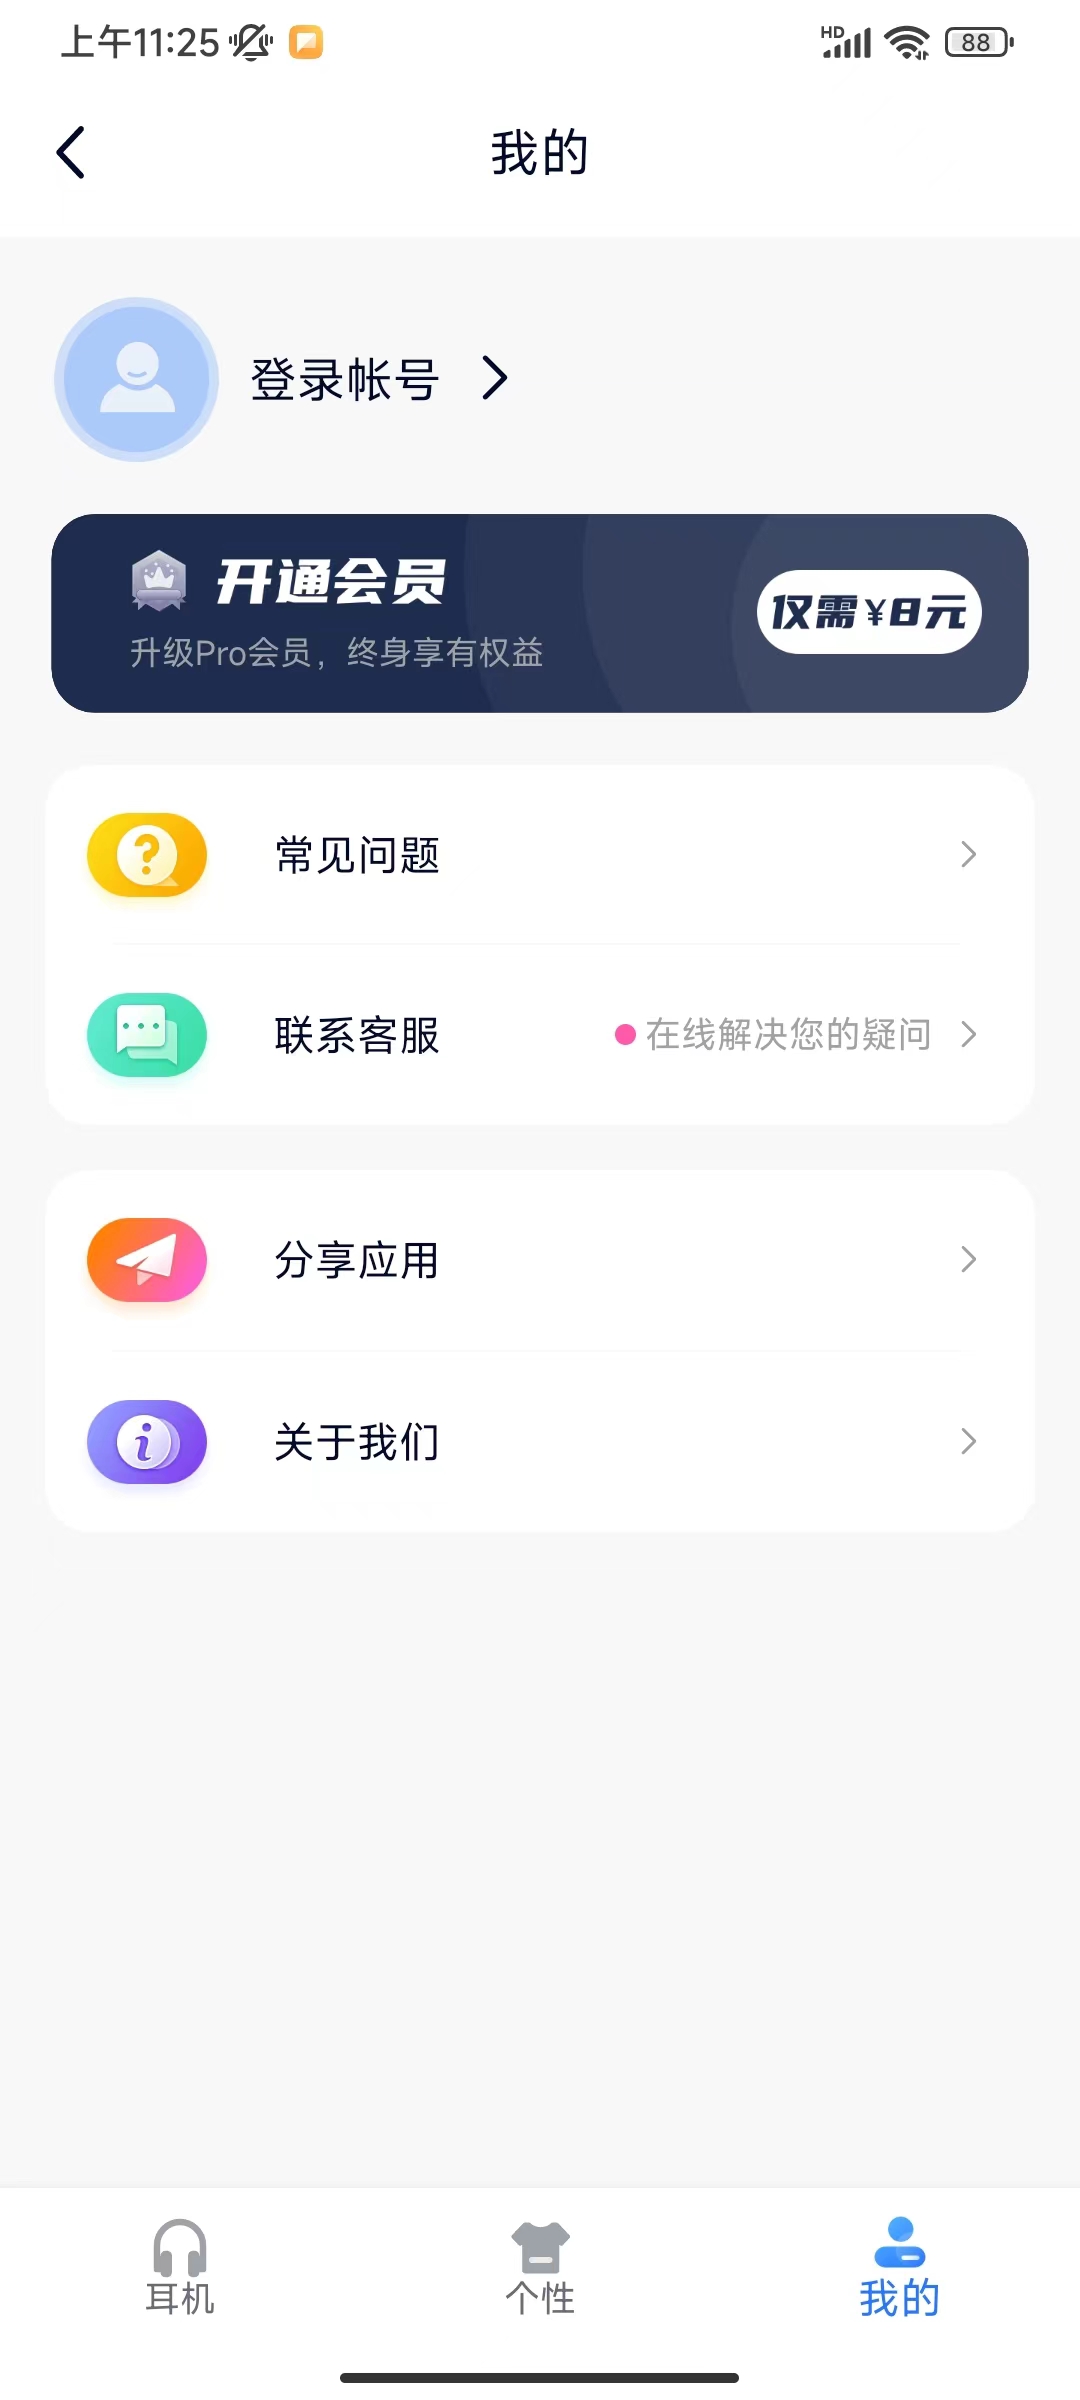 上午11:25
HD
88
我的
登录帐号
开通会员
升级Pro会员，终身享有权益
仅需¥8元
常见问题
联系客服
在线解决您的疑问
分享应用
关于我们
耳机
个性
我的